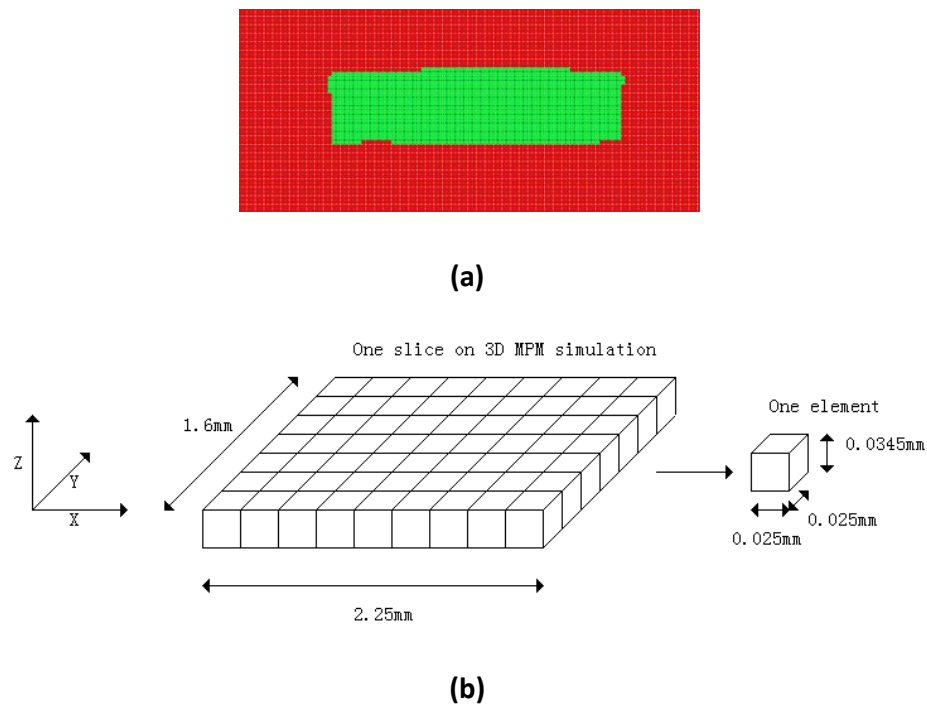 (a)
One slice on 3D MPM simulation
One element
1.6mm
0.0345mm
Z
Y
X
0.025mm
0.025mm
2.25mm
(b)